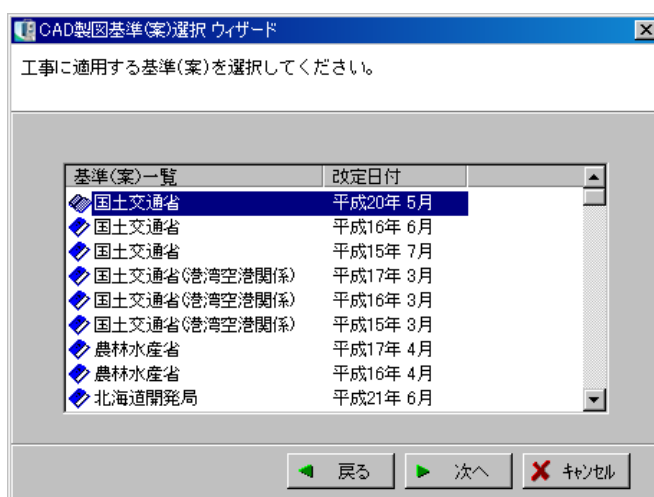 CAD製図基準(案)選択 ウィザード
工事に適用する基準(案)を選択してください。
基準(案)一覧 改定日付
国土交通省 平成20年 5月
国土交通省 平成16年 6月
国土交通省 平成15年 7月
国土交通省(港湾空港関係) 平成17年 3月
国土交通省(港湾空港関係) 平成16年 3月
国土交通省(港湾空港関係) 平成15年 3月
農林水産省 平成17年 4月
農林水産省 平成16年 4月
北海道開発局 平成21年 6月
戻る 次へ キャンセル